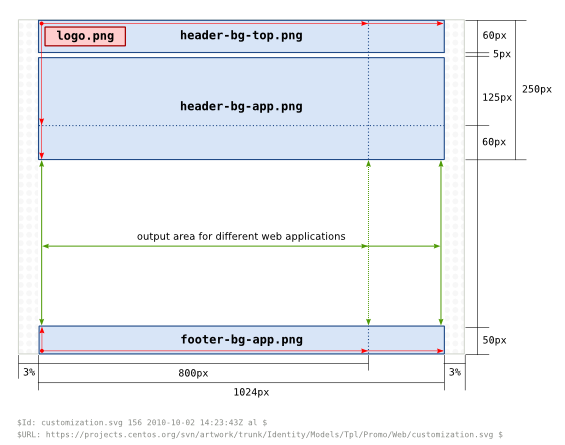 logo.png
header-bg-top.png
60px
5px
250px
header-bg-app.png
125px
60px
output area for different web applications
footer-bg-app.png
50px
3%
800px
3%
1024px
$Id: customization.svg 156 2010-10-02 14:23:43Z al $
$URL: https://projects.centos.org/svn/artwork/trunk/Identity/Models/Tpl/Promo/Web/customization.svg $